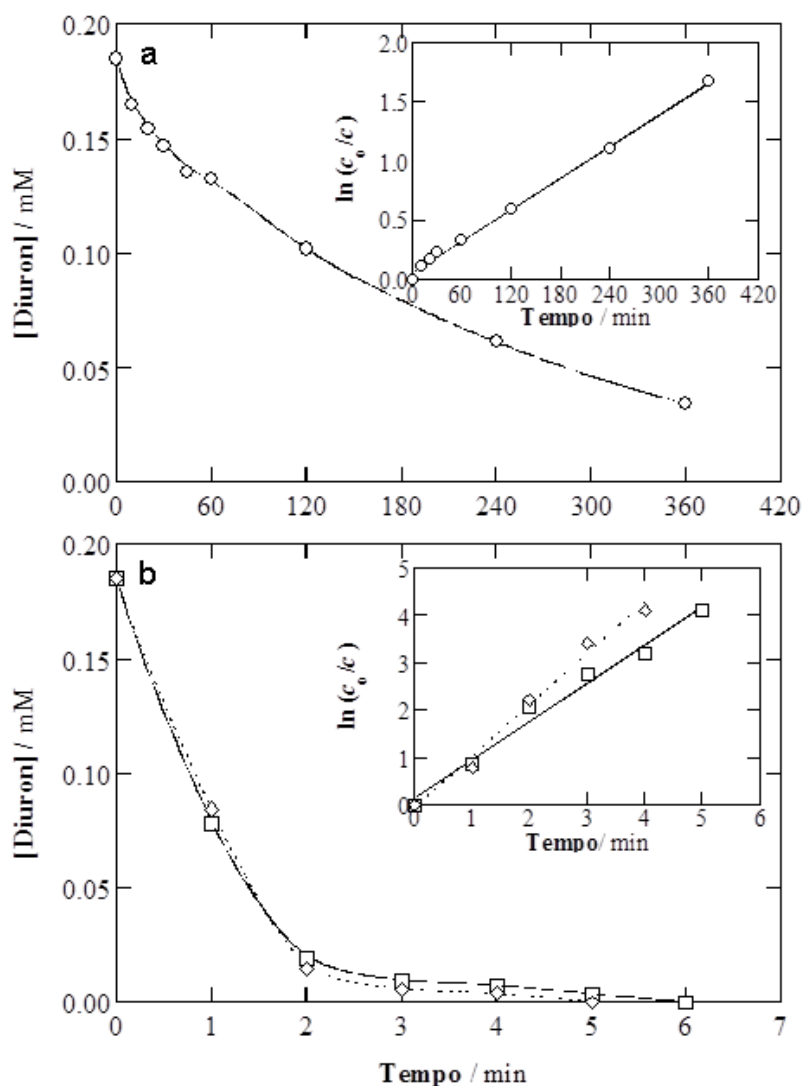 a
[Diuron] / mM
0.20
0.15
0.10
0.05
0.00
0 60 120 180 240 300 360 420
ln (c₀/c)
2.0
1.5
1.0
0.5
0.0
0 60 120 180 240 300 360 420
Tempo / min
b
[Diuron] / mM
0.20
0.15
0.10
0.05
0.00
0 1 2 3 4 5 6 7
Tempo / min
ln (c₀/c)
5
4
3
2
1
0
0 1 2 3 4 5 6
Tempo/ min